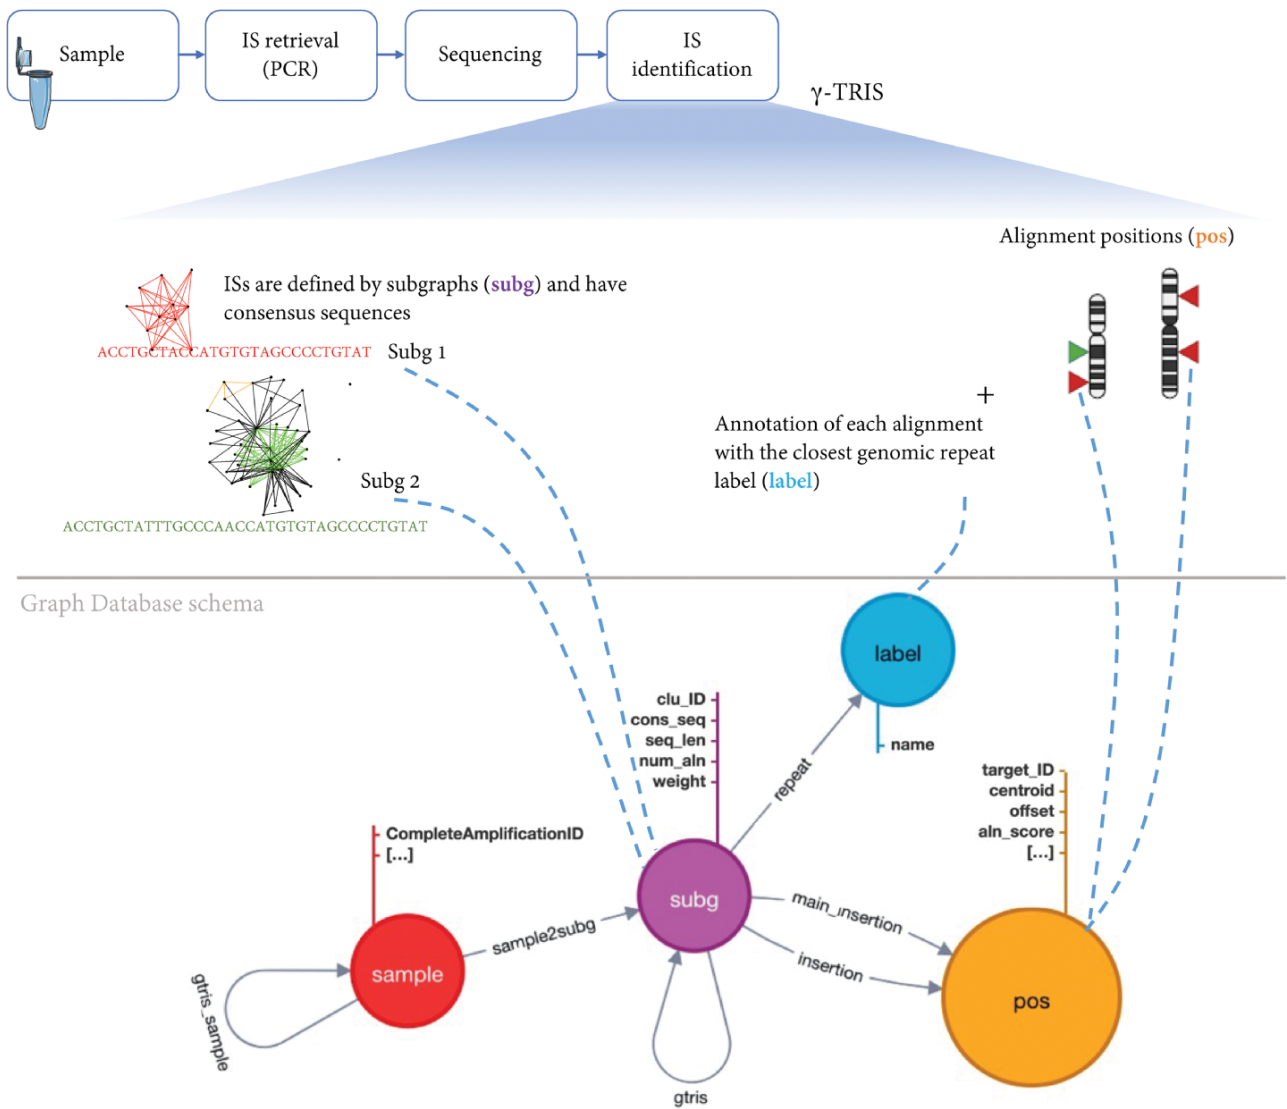 Sample
IS retrieval
(PCR)
Sequencing
IS
identification
γ-TRIS
Alignment positions (pos)
ISs are defined by subgraphs (subg) and have
consensus sequences
ACCTGCTACCATGTGTAGCCCCTGTAT
Subg 1
+
Annotation of each alignment
with the closest genomic repeat
label (label)
Subg 2
ACCTGCTATTTGCCCAACCATGTGTAGCCCCTGTAT
Graph Database schema
label
name
clu_ID
cons_seq
seq_len
num_aln
weight
repeat
target_ID
centroid
offset
aln_score
[...]
CompleteAmplificationID
[...]
subg
main_insertion
sample2subg
insertion
sample
pos
gtris_sample
gtris